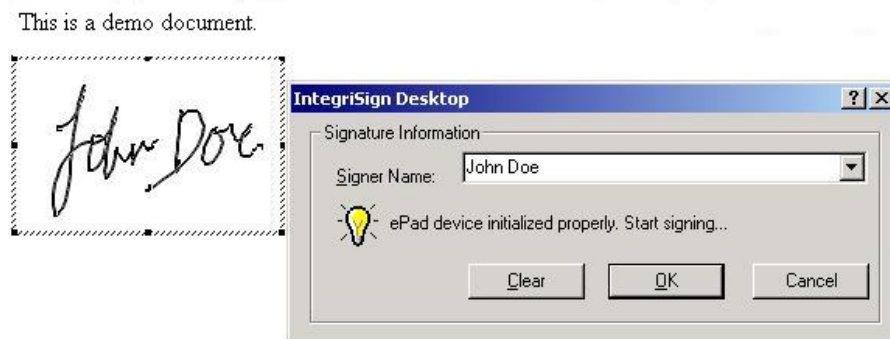 This is a demo document.
John Doe
IntegriSign Desktop
Signature Information
Signer Name: John Doe
ePad device initialized properly. Start signing...
Clear OK Cancel